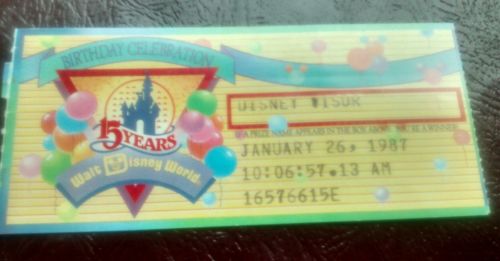 BIRTHDAY CELEBRATION
15 YEARS
Walt Disney World
DISNEY VISOR
A PRIZE NAME APPEARS IN THE BOX ABOVE, YOU'RE A WINNER
JANUARY 26, 1987
10:06:57.13 AM
16576615E